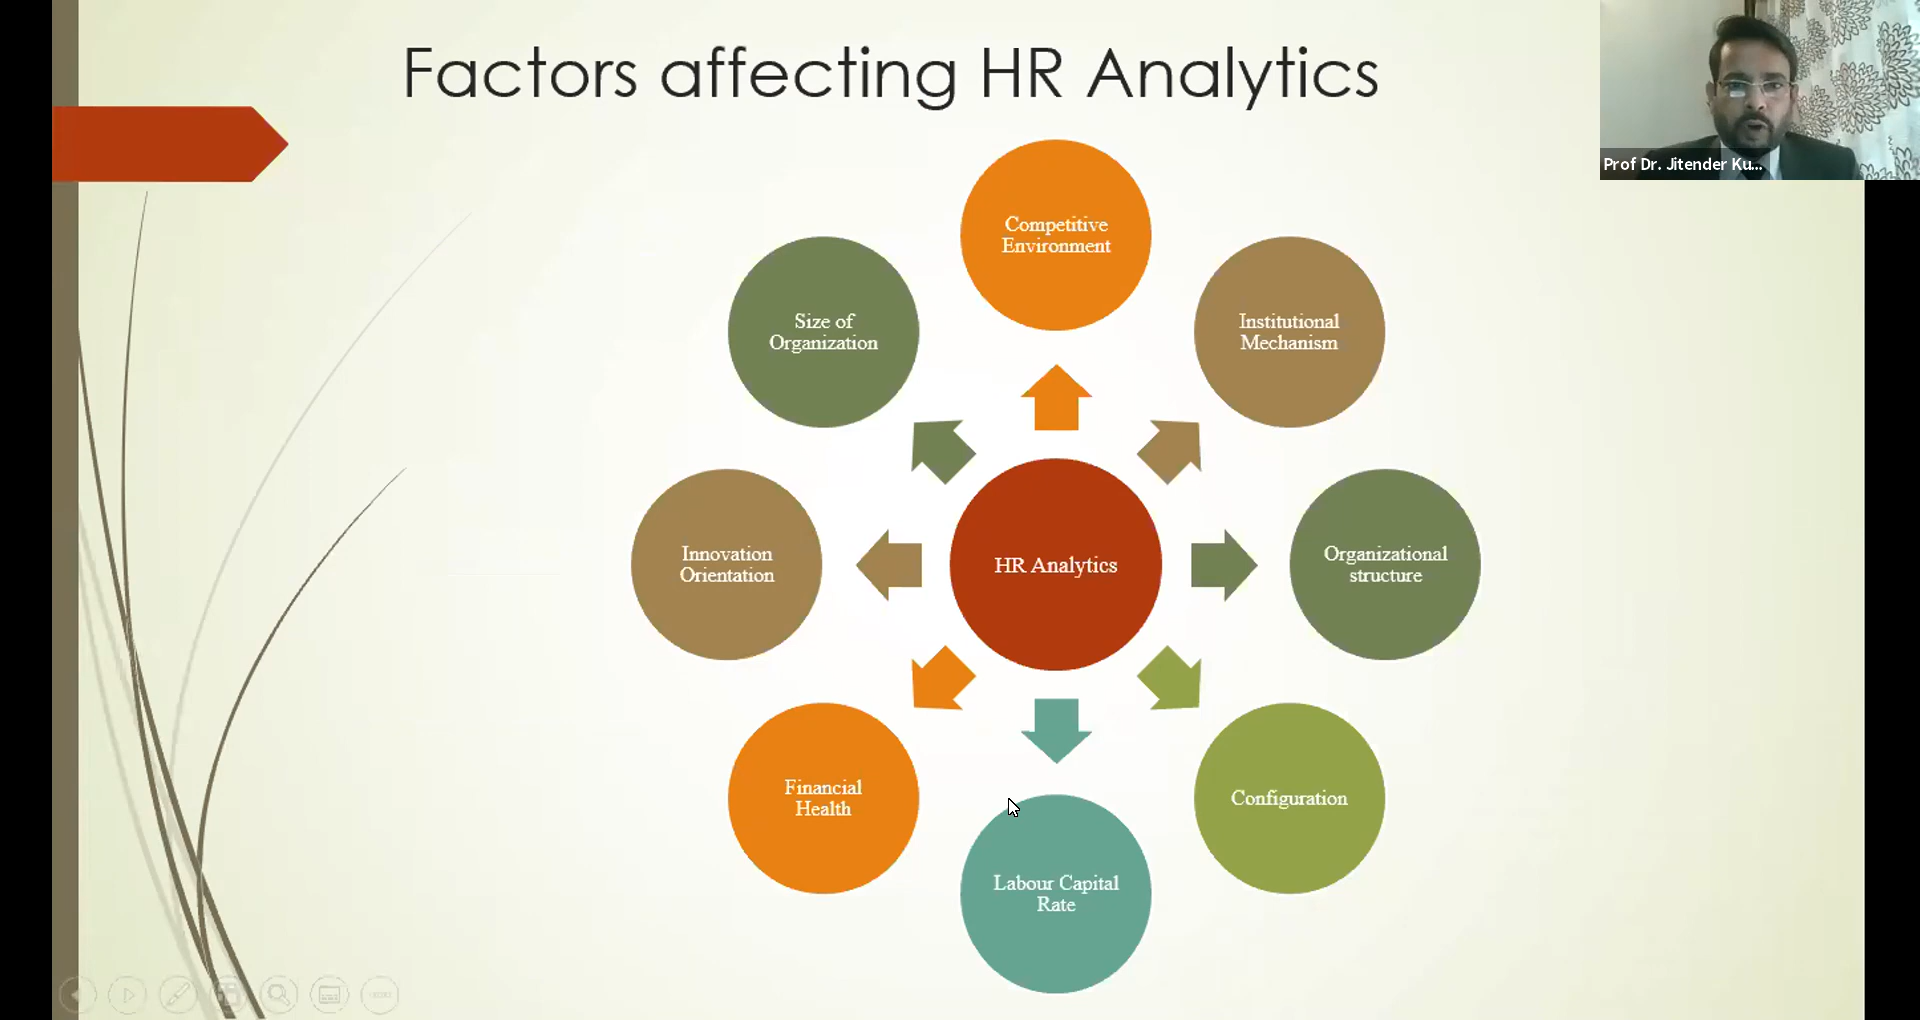 Factors affecting HR Analytics
Prof Dr. Jitender Ku...
Competitive
Environment
Institutional
Mechanism
Organizational
structure
Configuration
Labour Capital
Rate
Financial
Health
Innovation
Orientation
Size of
Organization
HR Analytics